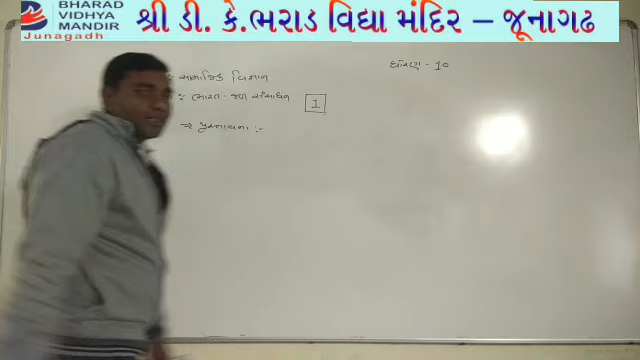 BHARAD
VIDHYA
MANDIR
Junagadh
શ્રી ડી. કે.ભરાડ વિદ્યા મંદિર – જૂનાગઢ
ધોરણ - 10
:- સામાજિક વિજ્ઞાન
:- ભારત - જળ સંસાધન 1
→ પ્રસ્તાવના :-